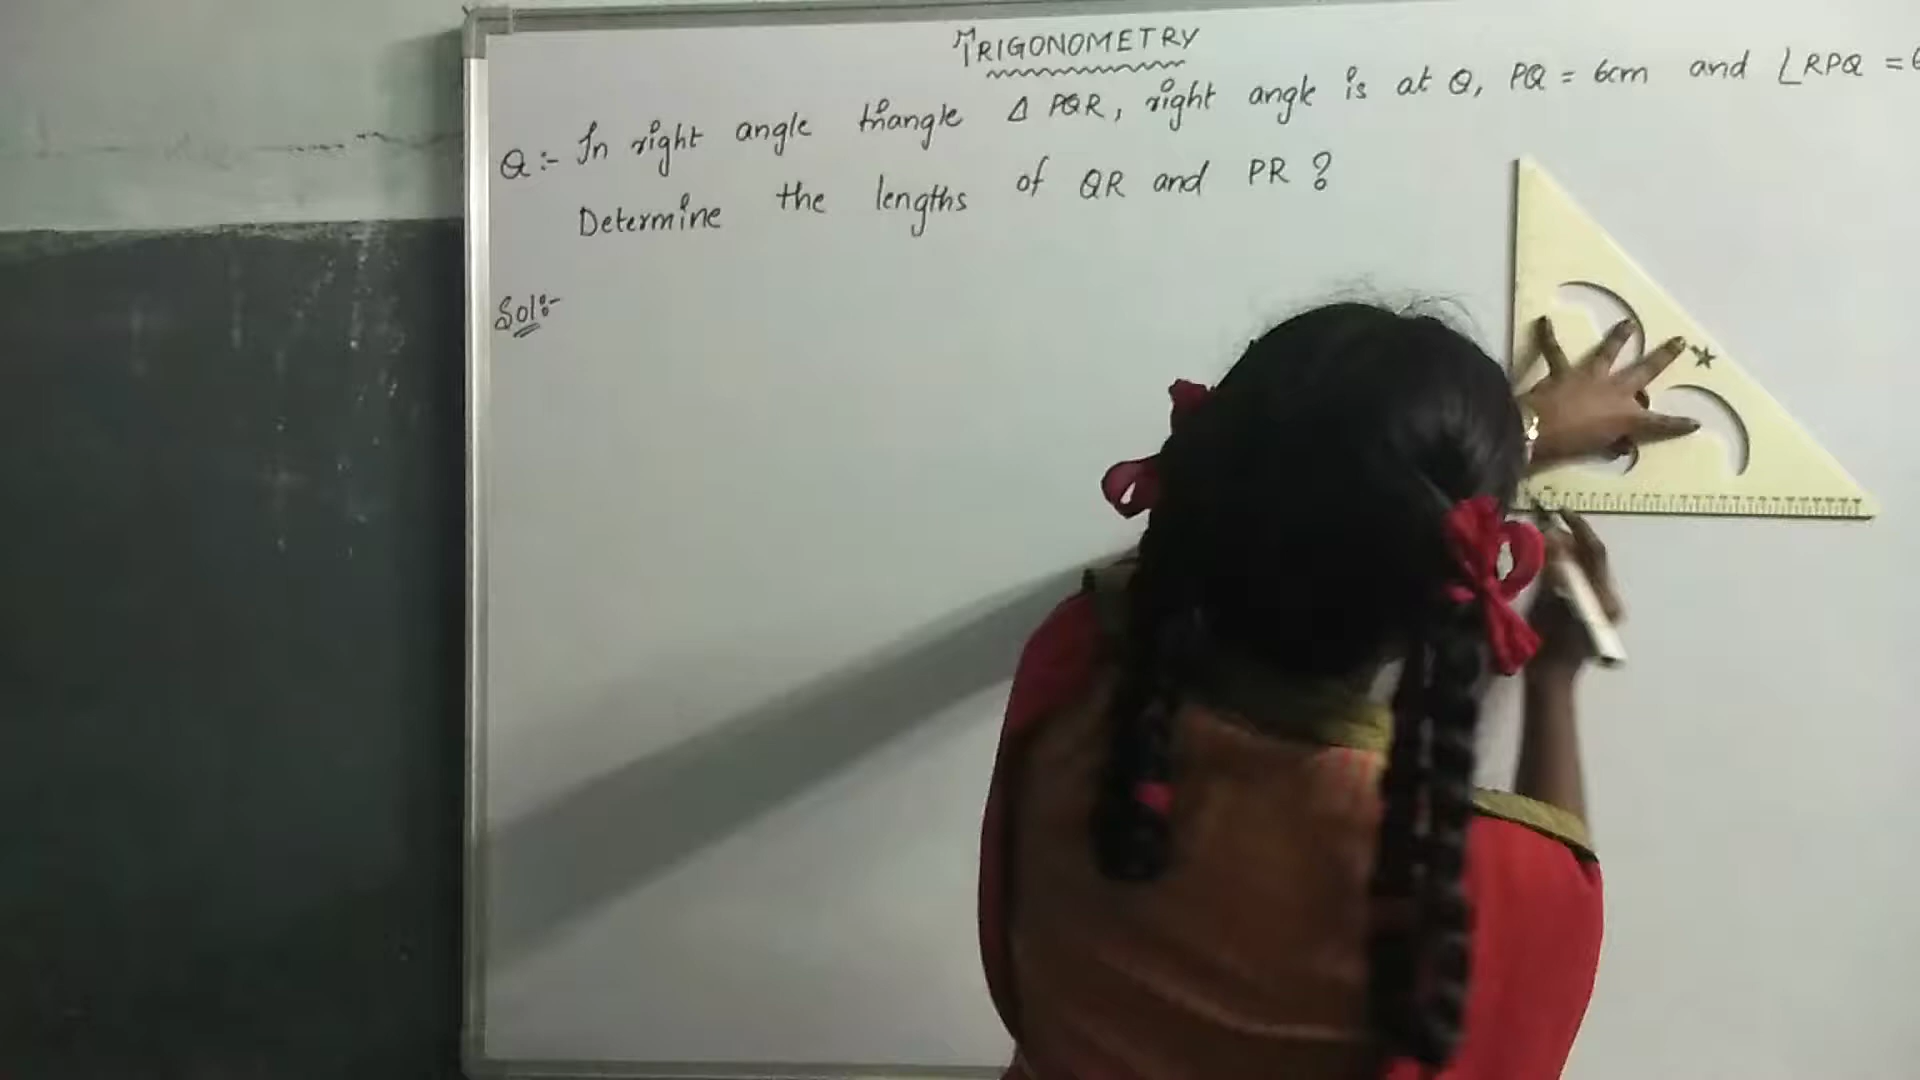 TRIGONOMETRY
Q:- In right angle triangle Δ PQR, right angle is at Q, PQ = 6cm and ∠RPQ =
Determine the lengths of QR and PR ?
Sol:-